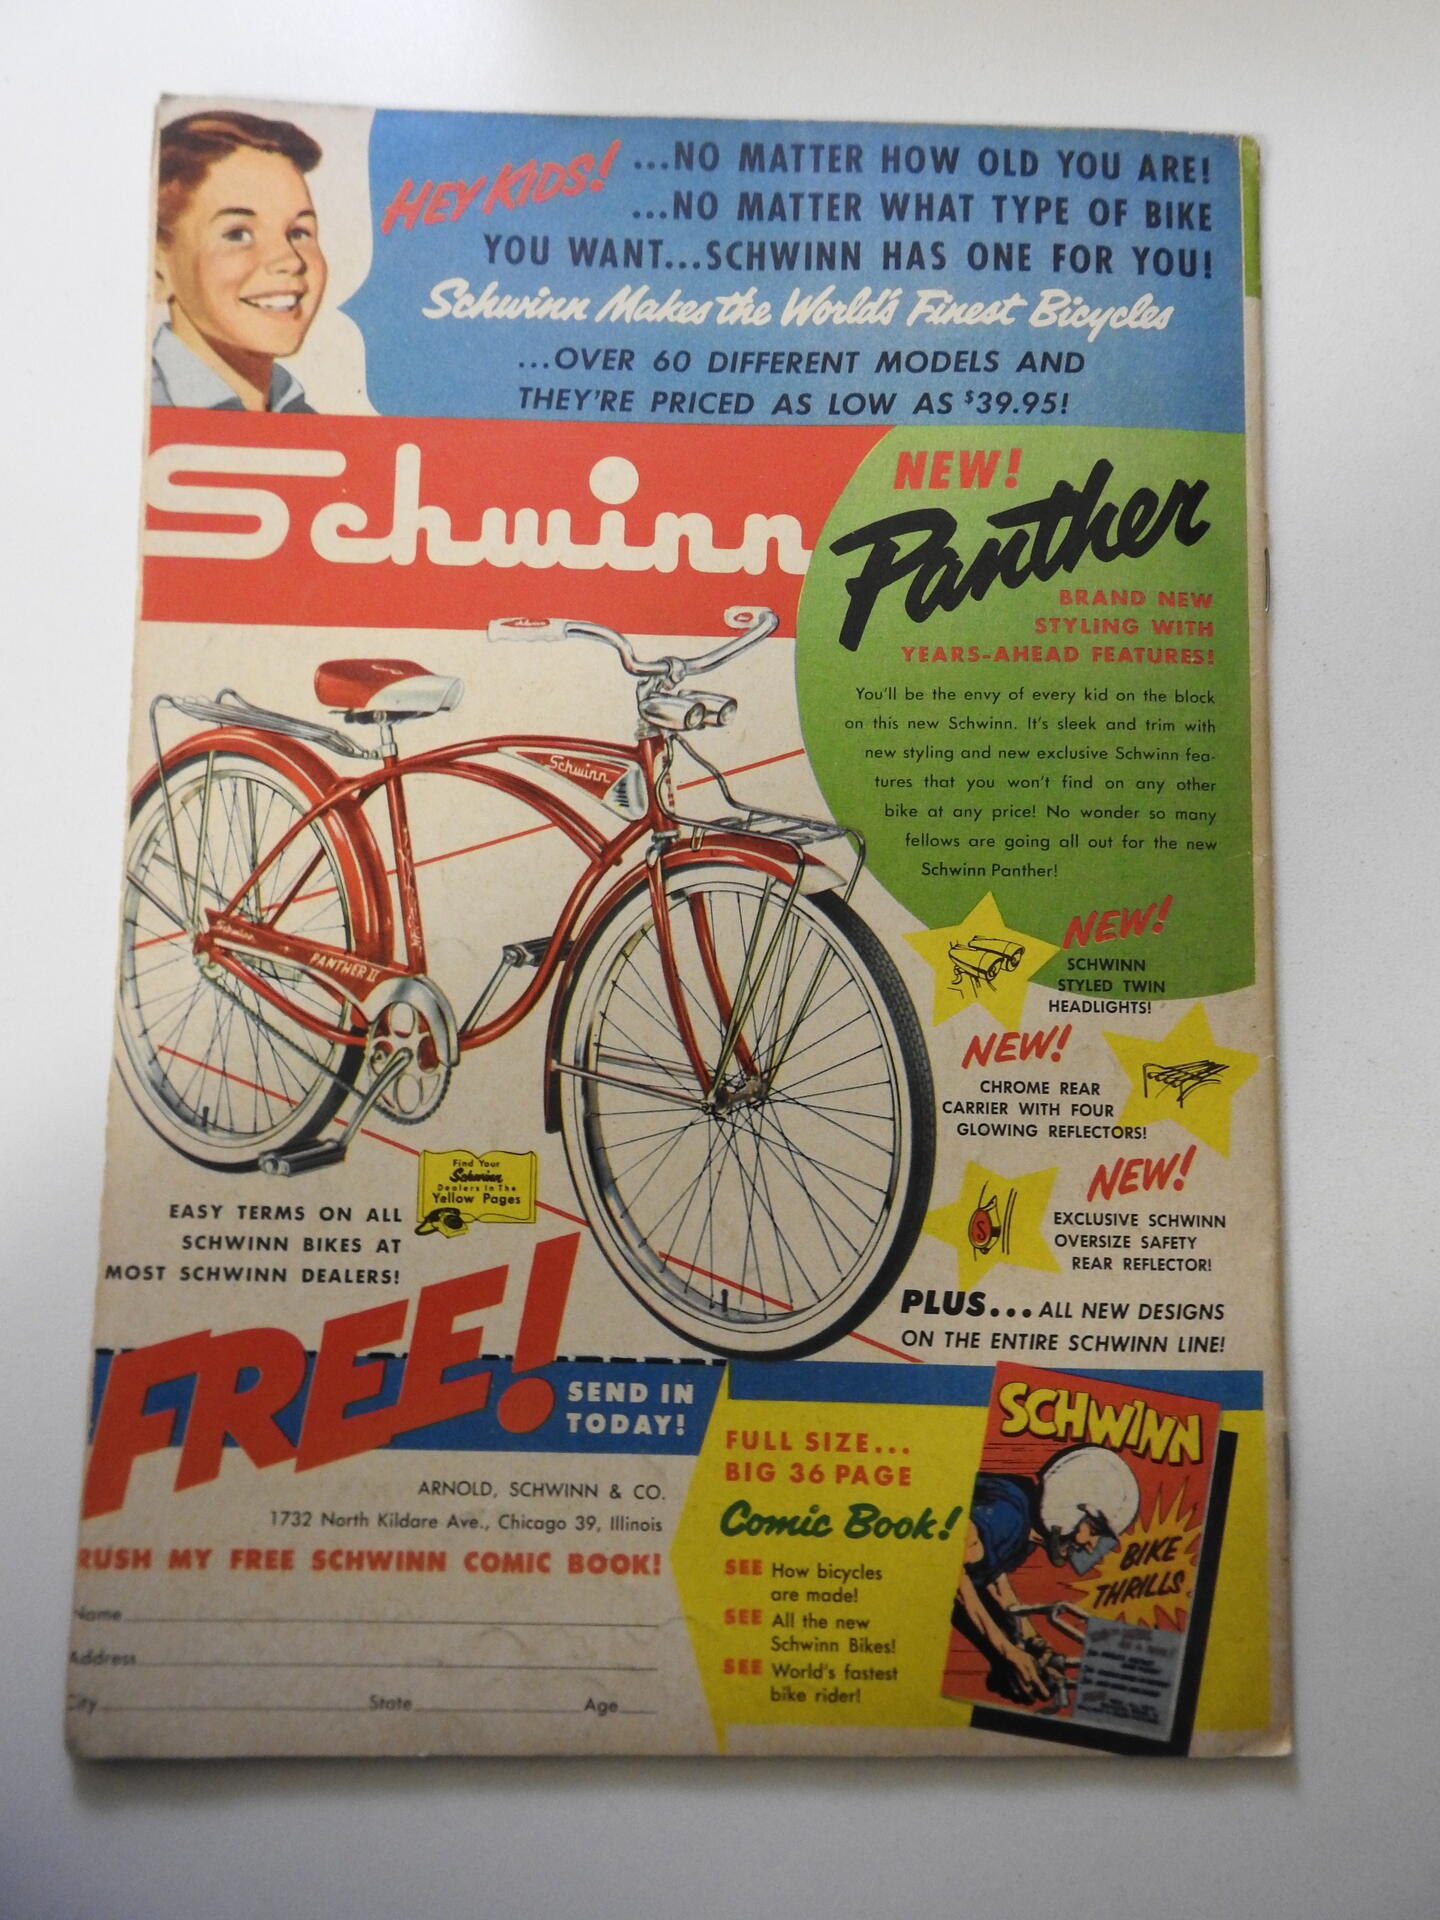 HEY KIDS! ...NO MATTER HOW OLD YOU ARE!
...NO MATTER WHAT TYPE OF BIKE
YOU WANT...SCHWINN HAS ONE FOR YOU!
Schwinn Makes the World's Finest Bicycles
...OVER 60 DIFFERENT MODELS AND
THEY'RE PRICED AS LOW AS $39.95!
Schwinn
NEW!
Panther
BRAND NEW
STYLING WITH
YEARS-AHEAD FEATURES!
You'll be the envy of every kid on the block
on this new Schwinn. It's sleek and trim with
new styling and new exclusive Schwinn fea-
tures that you won't find on any other
bike at any price! No wonder so many
fellows are going all out for the new
Schwinn Panther!
Schwinn
Schwinn
Schwinn
PANTHER II
NEW!
SCHWINN
STYLED TWIN
HEADLIGHTS!
NEW!
CHROME REAR
CARRIER WITH FOUR
GLOWING REFLECTORS!
NEW!
EXCLUSIVE SCHWINN
OVERSIZE SAFETY
REAR REFLECTOR!
S
PLUS... ALL NEW DESIGNS
ON THE ENTIRE SCHWINN LINE!
Find Your
Schwinn
Dealers In The
Yellow Pages
EASY TERMS ON ALL
SCHWINN BIKES AT
MOST SCHWINN DEALERS!
FREE!
SEND IN
TODAY!
ARNOLD, SCHWINN & CO.
1732 North Kildare Ave., Chicago 39, Illinois
RUSH MY FREE SCHWINN COMIC BOOK!
Name
Address
City State Age
FULL SIZE...
BIG 36 PAGE
Comic Book!
SEE How bicycles
are made!
SEE All the new
Schwinn Bikes!
SEE World's fastest
bike rider!
SCHWINN
BIKE
THRILLS